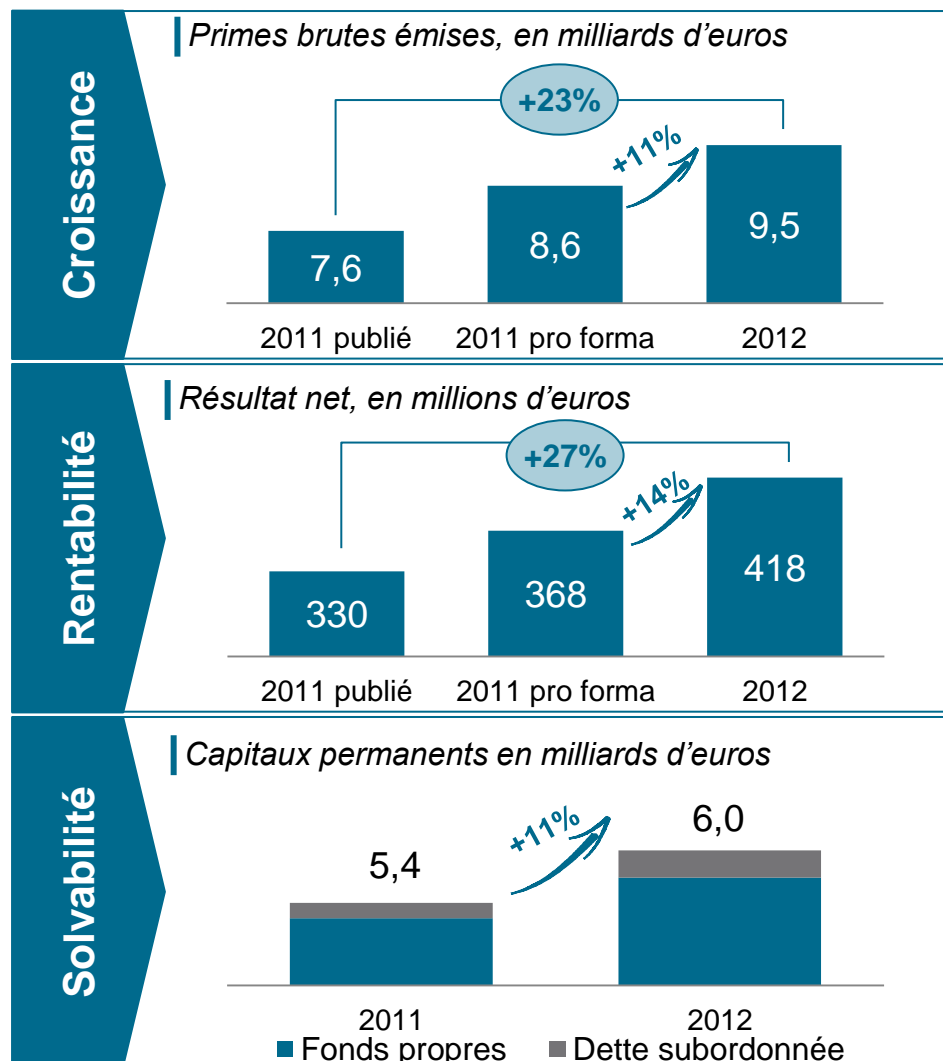 Croissance
Primes brutes émises, en milliards d’euros
+23%
+11%
7,6
8,6
9,5
2011 publié
2011 pro forma
2012
Rentabilité
Résultat net, en millions d’euros
+27%
+14%
330
368
418
2011 publié
2011 pro forma
2012
Solvabilité
Capitaux permanents en milliards d’euros
+11%
5,4
6,0
2011
2012
Fonds propres
Dette subordonnée